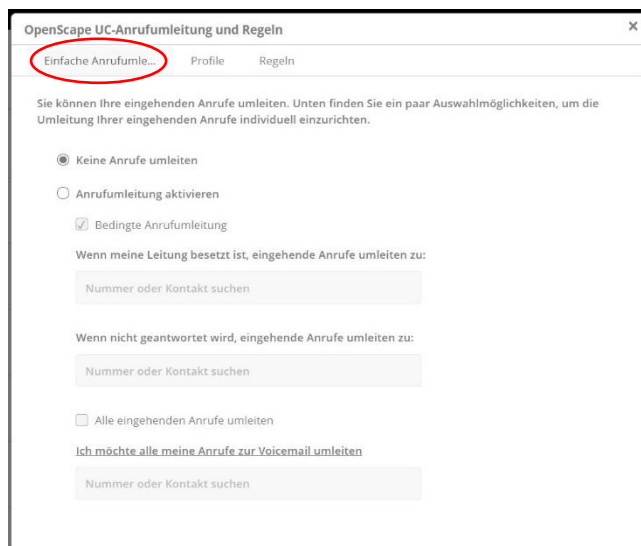 OpenScape UC-Anrufumleitung und Regeln
Einfache Anrufumle... Profile Regeln
Sie können Ihre eingehenden Anrufe umleiten. Unten finden Sie ein paar Auswahlmöglichkeiten, um die
Umleitung Ihrer eingehenden Anrufe individuell einzurichten.
Keine Anrufe umleiten
Anrufumleitung aktivieren
Bedingte Anrufumleitung
Wenn meine Leitung besetzt ist, eingehende Anrufe umleiten zu:
Nummer oder Kontakt suchen
Wenn nicht geantwortet wird, eingehende Anrufe umleiten zu:
Nummer oder Kontakt suchen
Alle eingehenden Anrufe umleiten
Ich möchte alle meine Anrufe zur Voicemail umleiten
Nummer oder Kontakt suchen